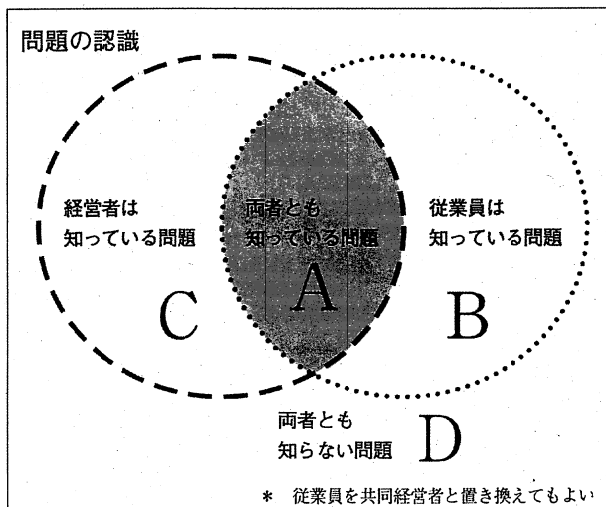 問題の認識
経営者は
知っている問題
両者とも
知っている問題
従業員は
知っている問題
C
A
B
両者とも
知らない問題
D
* 従業員を共同経営者と置き換えてもよい